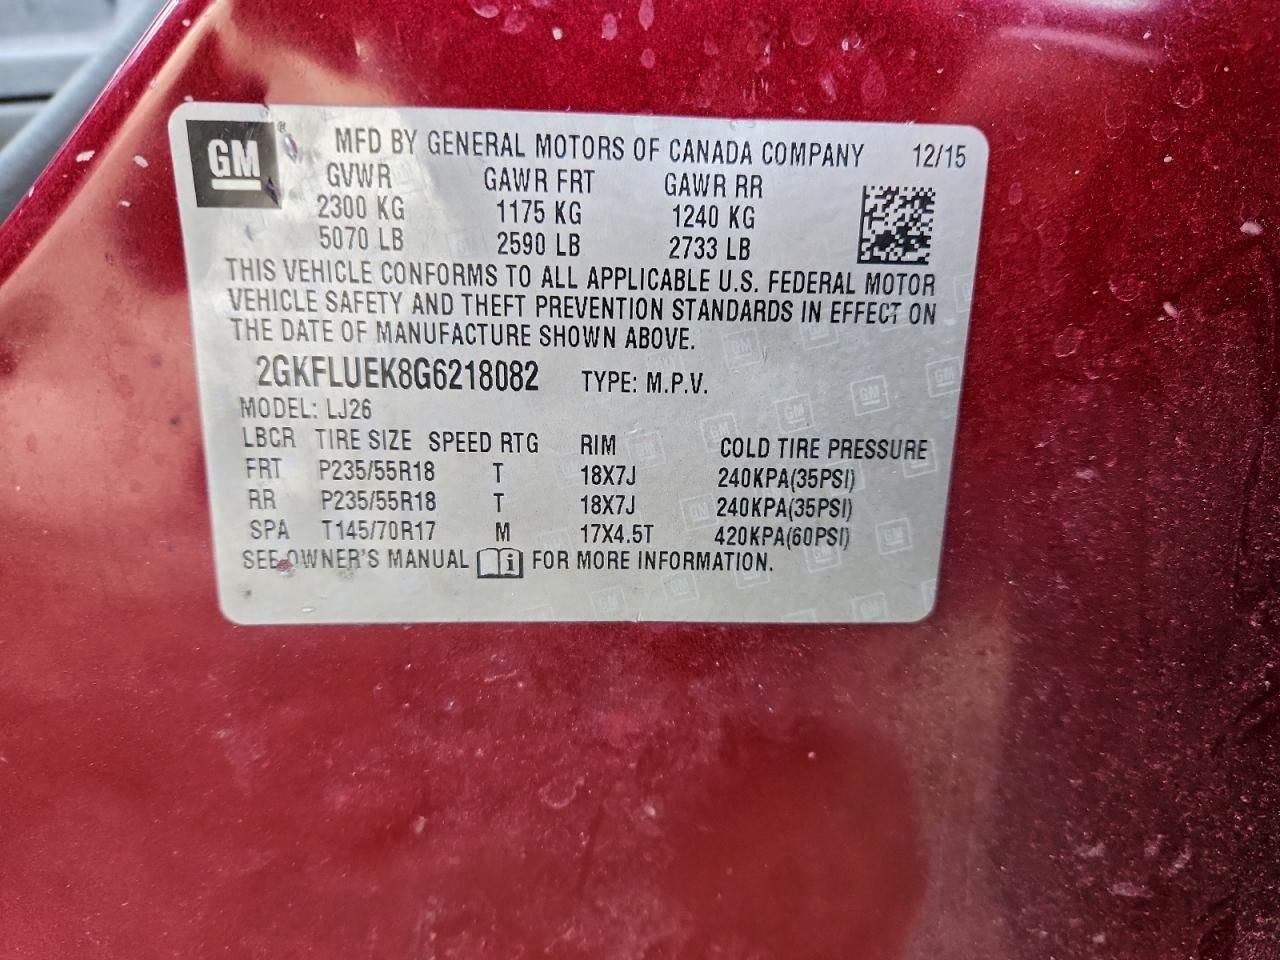 GM
MFD BY GENERAL MOTORS OF CANADA COMPANY 12/15
GVWR GAWR FRT GAWR RR
2300 KG 1175 KG 1240 KG
5070 LB 2590 LB 2733 LB
THIS VEHICLE CONFORMS TO ALL APPLICABLE U.S. FEDERAL MOTOR
VEHICLE SAFETY AND THEFT PREVENTION STANDARDS IN EFFECT ON
THE DATE OF MANUFACTURE SHOWN ABOVE.
2GKFLUEK8G6218082 TYPE: M.P.V.
MODEL: LJ26
LBCR TIRE SIZE SPEED RTG RIM COLD TIRE PRESSURE
FRT P235/55R18 T 18X7J 240KPA(35PSI)
RR P235/55R18 T 18X7J 240KPA(35PSI)
SPA T145/70R17 M 17X4.5T 420KPA(60PSI)
SEE OWNER'S MANUAL i FOR MORE INFORMATION.